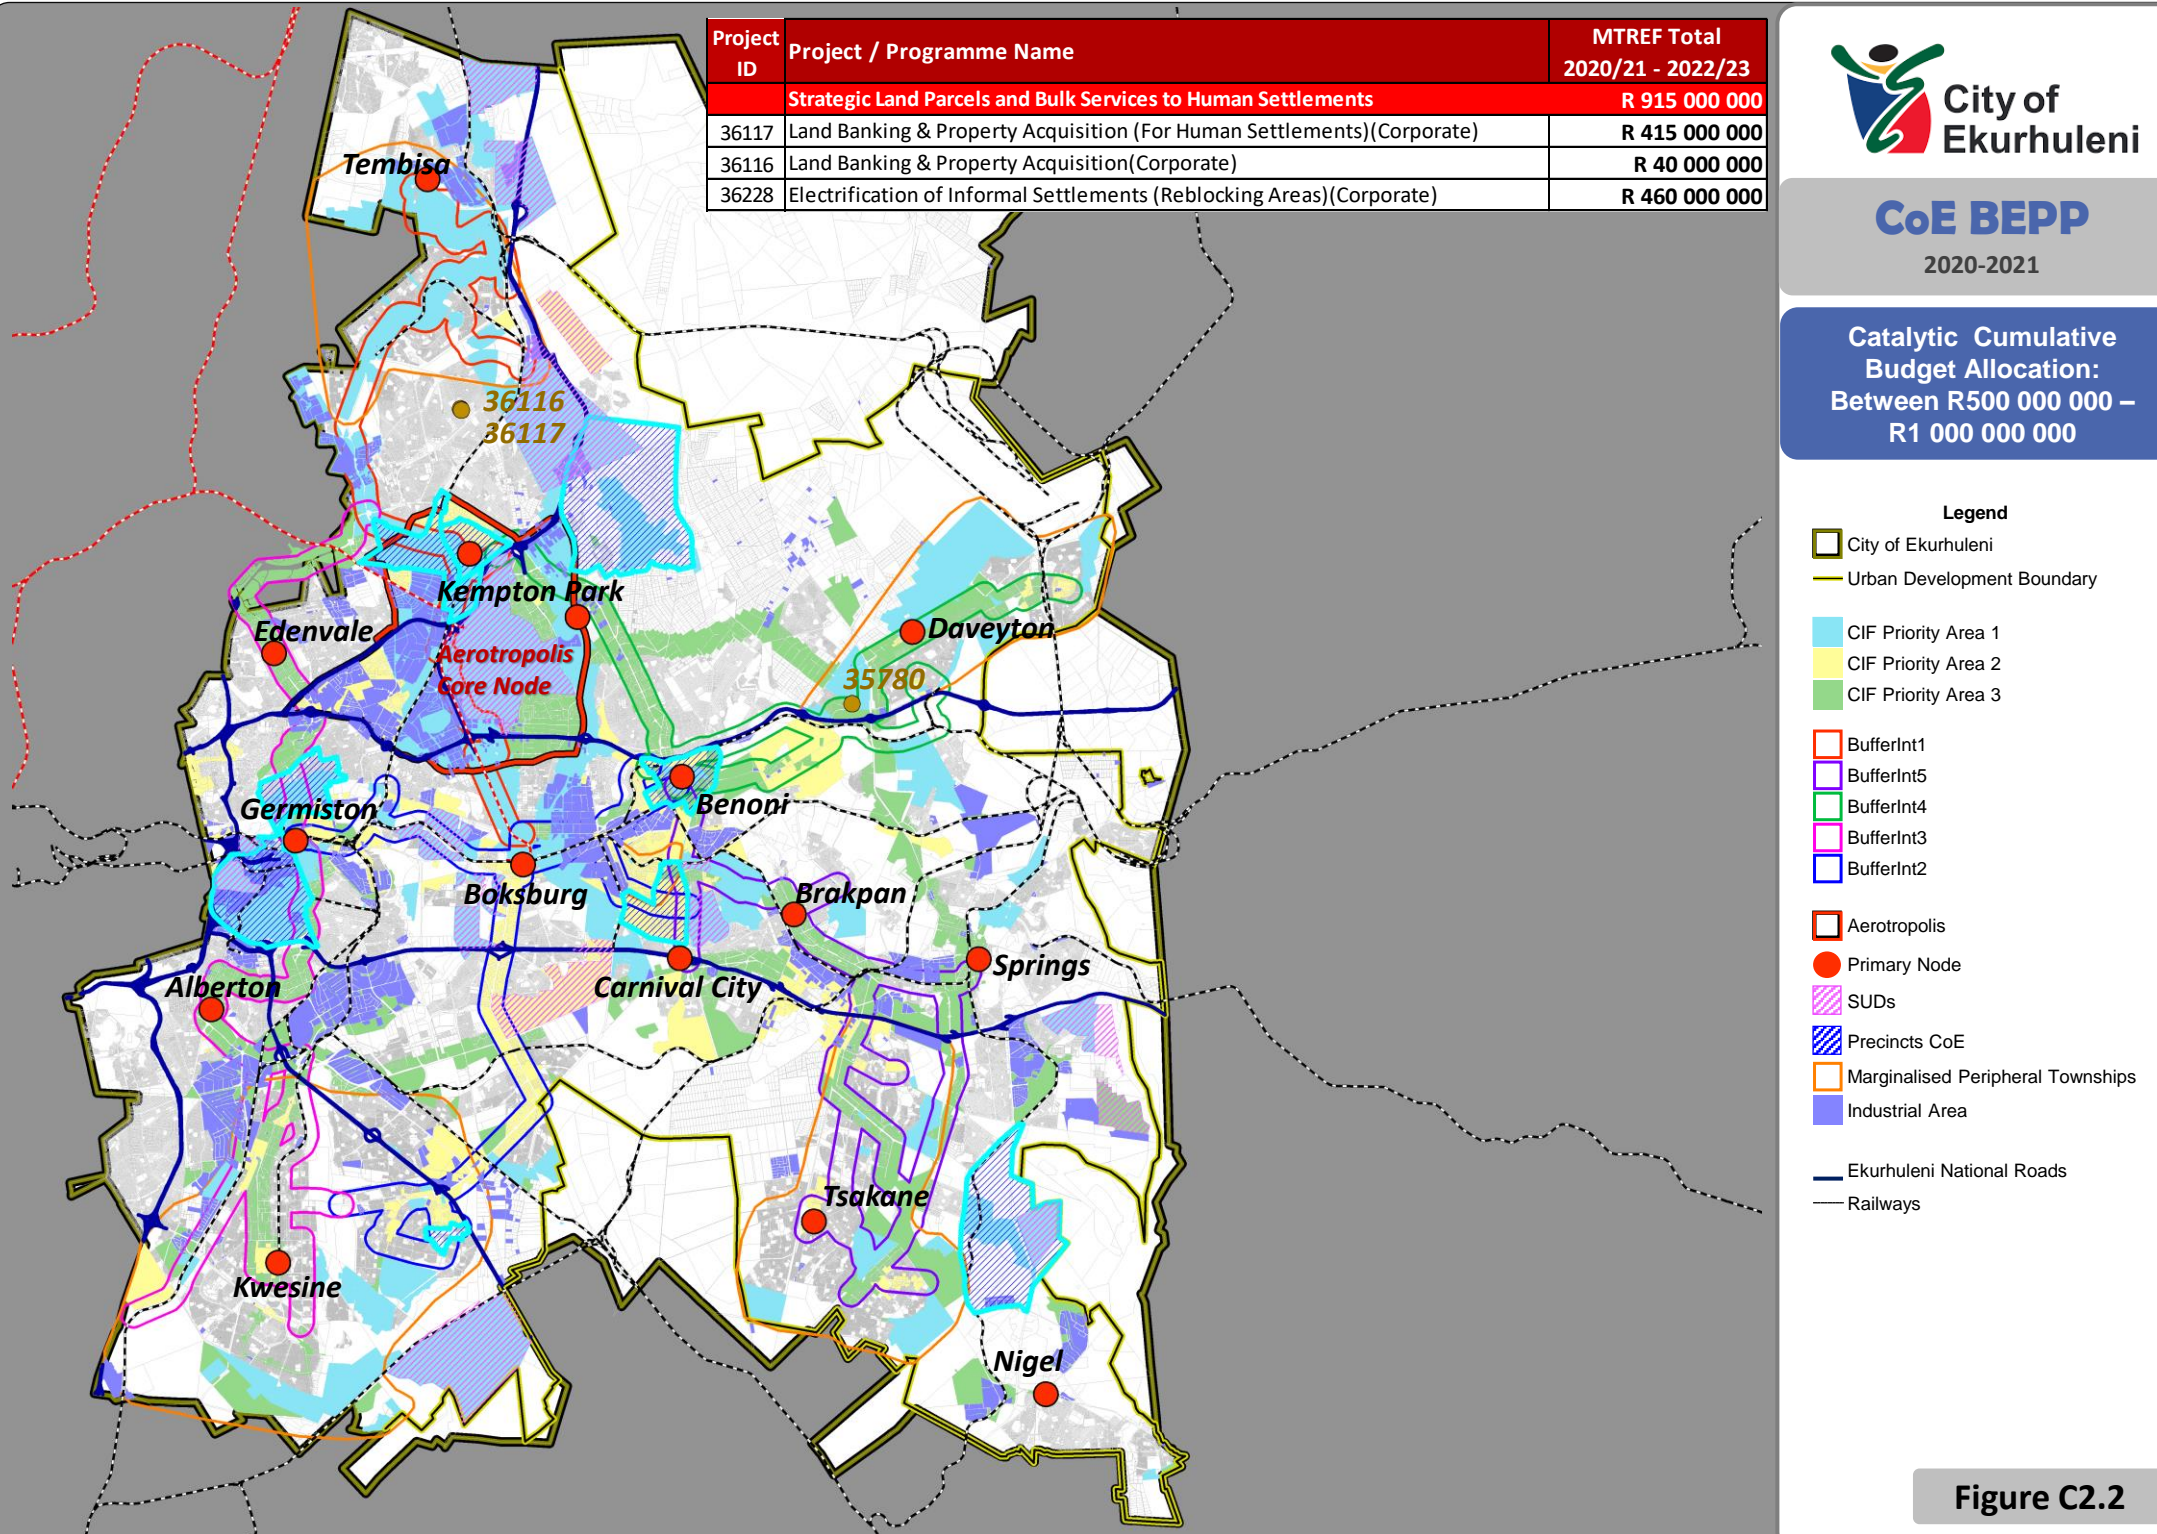 Project ID
Project / Programme Name
MTREF Total 2020/21 - 2022/23
Strategic Land Parcels and Bulk Services to Human Settlements R 915 000 000
36117 Land Banking & Property Acquisition (For Human Settlements)(Corporate) R 415 000 000
36116 Land Banking & Property Acquisition(Corporate) R 40 000 000
36228 Electrification of Informal Settlements (Reblocking Areas)(Corporate) R 460 000 000
Tembisa
36116
36117
Kempton Park
Edenvale
Aerotropolis
Core Node
Daveyton
35780
Germiston
Benoni
Boksburg
Brakpan
Alberton
Carnival City
Springs
Tsakane
Kwesine
Nigel
City of
Ekurhuleni
CoE BEPP
2020-2021
Catalytic Cumulative
Budget Allocation:
Between R500 000 000 –
R1 000 000 000
Legend
City of Ekurhuleni
Urban Development Boundary
CIF Priority Area 1
CIF Priority Area 2
CIF Priority Area 3
BufferInt1
BufferInt5
BufferInt4
BufferInt3
BufferInt2
Aerotropolis
Primary Node
SUDs
Precincts CoE
Marginalised Peripheral Townships
Industrial Area
Ekurhuleni National Roads
Railways
Figure C2.2